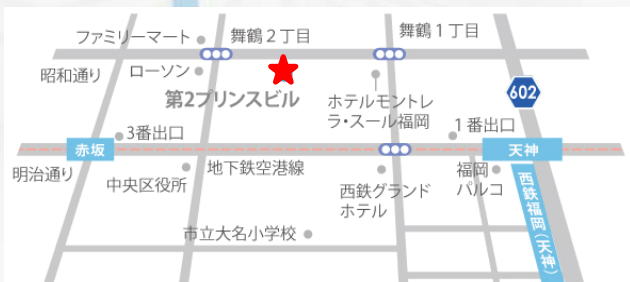 ファミリーマート
舞鶴2丁目
舞鶴1丁目
昭和通り
ローソン
第2プリンスビル
ホテルモントレ
ラ・スール福岡
602
3番出口
1番出口
赤坂
天神
明治通り
中央区役所
地下鉄空港線
西鉄グランド
ホテル
福岡
パルコ
西鉄福岡(天神)
市立大名小学校